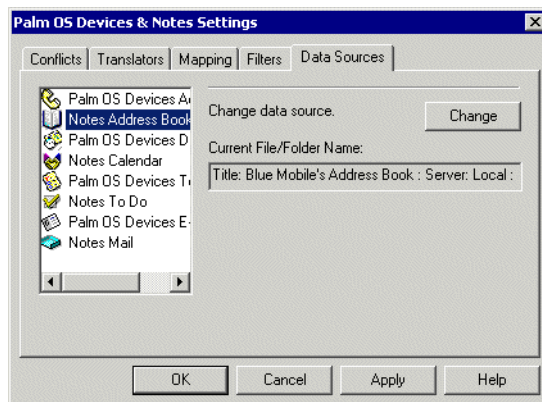 Palm OS Devices & Notes Settings
Conflicts Translators Mapping Filters Data Sources
Palm OS Devices A
Notes Address Book
Palm OS Devices D
Notes Calendar
Palm OS Devices T
Notes To Do
Palm OS Devices E-
Notes Mail
Change data source.
Change
Current File/Folder Name:
Title: Blue Mobile's Address Book : Server: Local :
OK Cancel Apply Help